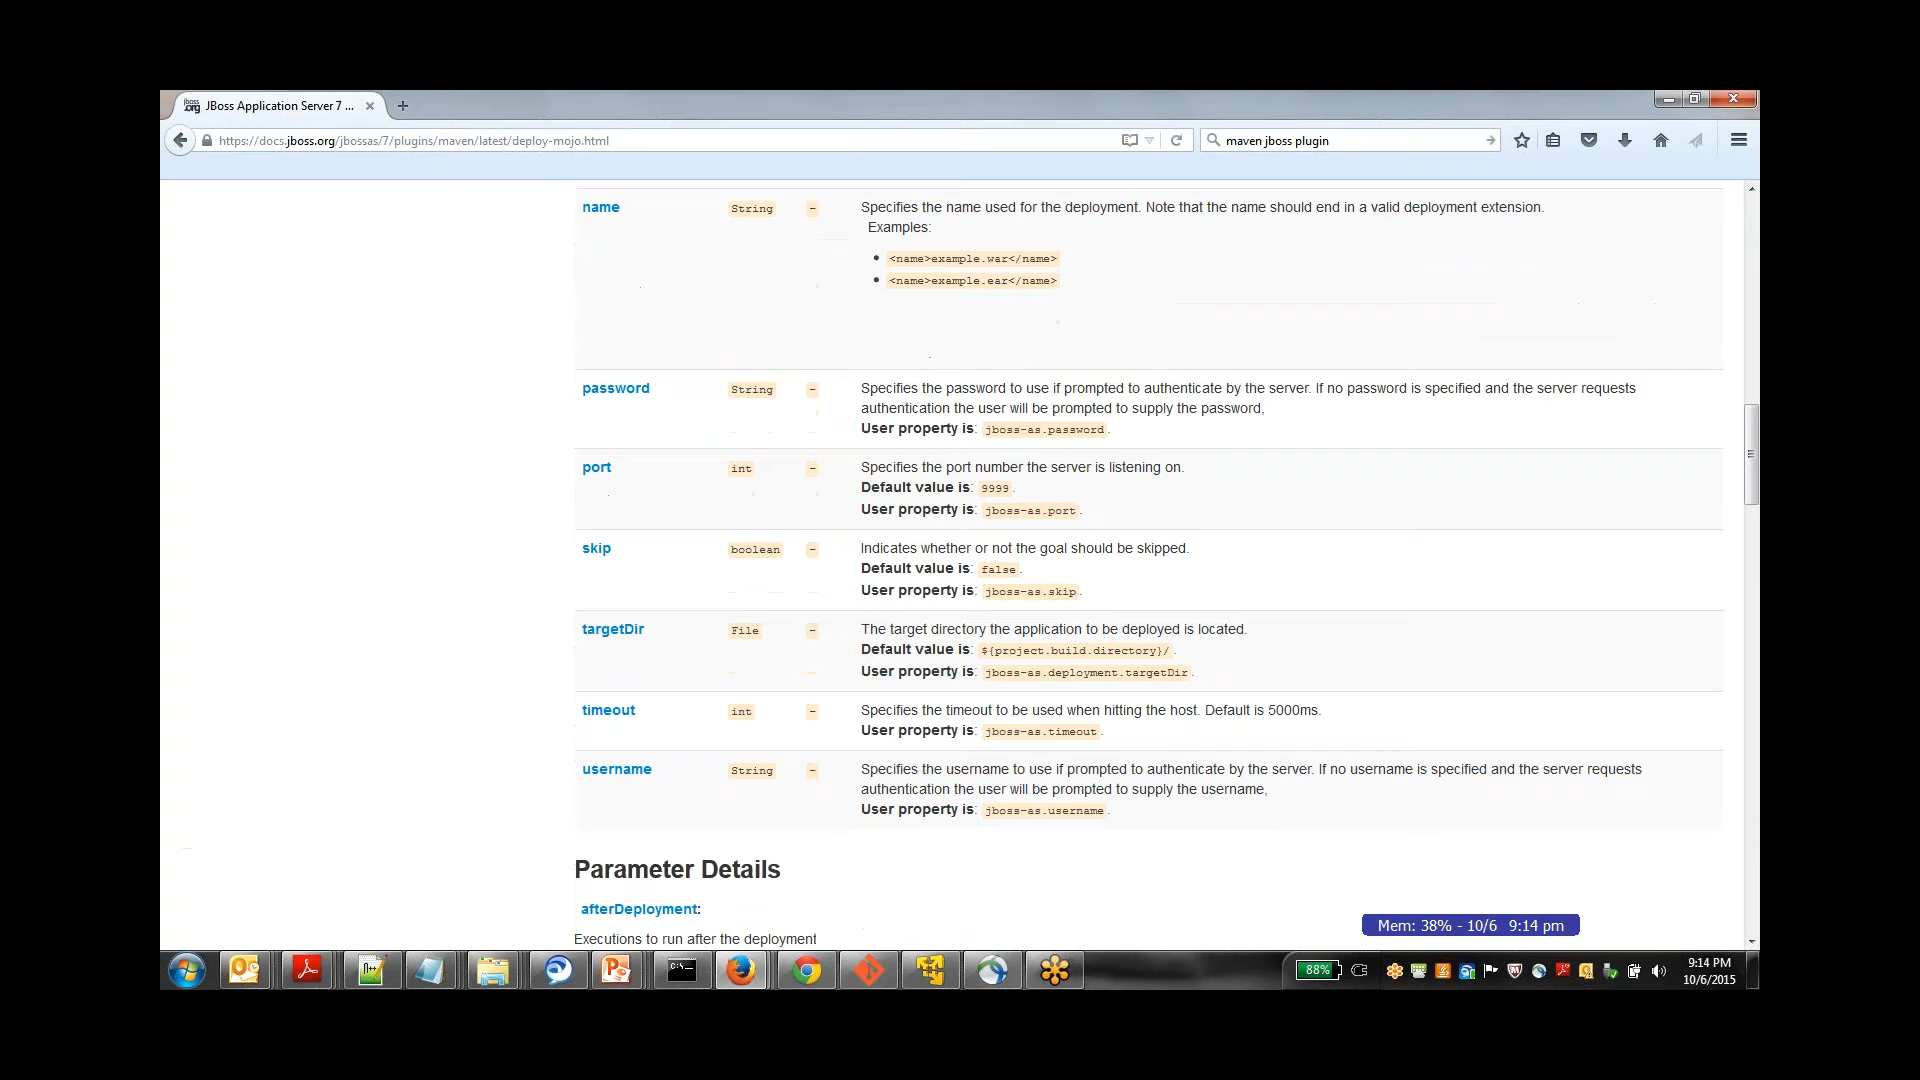 JBoss Application Server 7 ...
https://docs.jboss.org/jbossas/7/plugins/maven/latest/deploy-mojo.html
maven jboss plugin
name String - Specifies the name used for the deployment. Note that the name should end in a valid deployment extension.
Examples:
• <name>example.war</name>
• <name>example.ear</name>
password String - Specifies the password to use if prompted to authenticate by the server. If no password is specified and the server requests
authentication the user will be prompted to supply the password,
User property is: jboss-as.password.
port int - Specifies the port number the server is listening on.
Default value is: 9999.
User property is: jboss-as.port.
skip boolean - Indicates whether or not the goal should be skipped.
Default value is: false.
User property is: jboss-as.skip.
targetDir File - The target directory the application to be deployed is located.
Default value is: ${project.build.directory}/.
User property is: jboss-as.deployment.targetDir.
timeout int - Specifies the timeout to be used when hitting the host. Default is 5000ms.
User property is: jboss-as.timeout.
username String - Specifies the username to use if prompted to authenticate by the server. If no username is specified and the server requests
authentication the user will be prompted to supply the username,
User property is: jboss-as.username.
Parameter Details
afterDeployment:
Executions to run after the deployment
Mem: 38% - 10/6 9:14 pm
88%
9:14 PM
10/6/2015